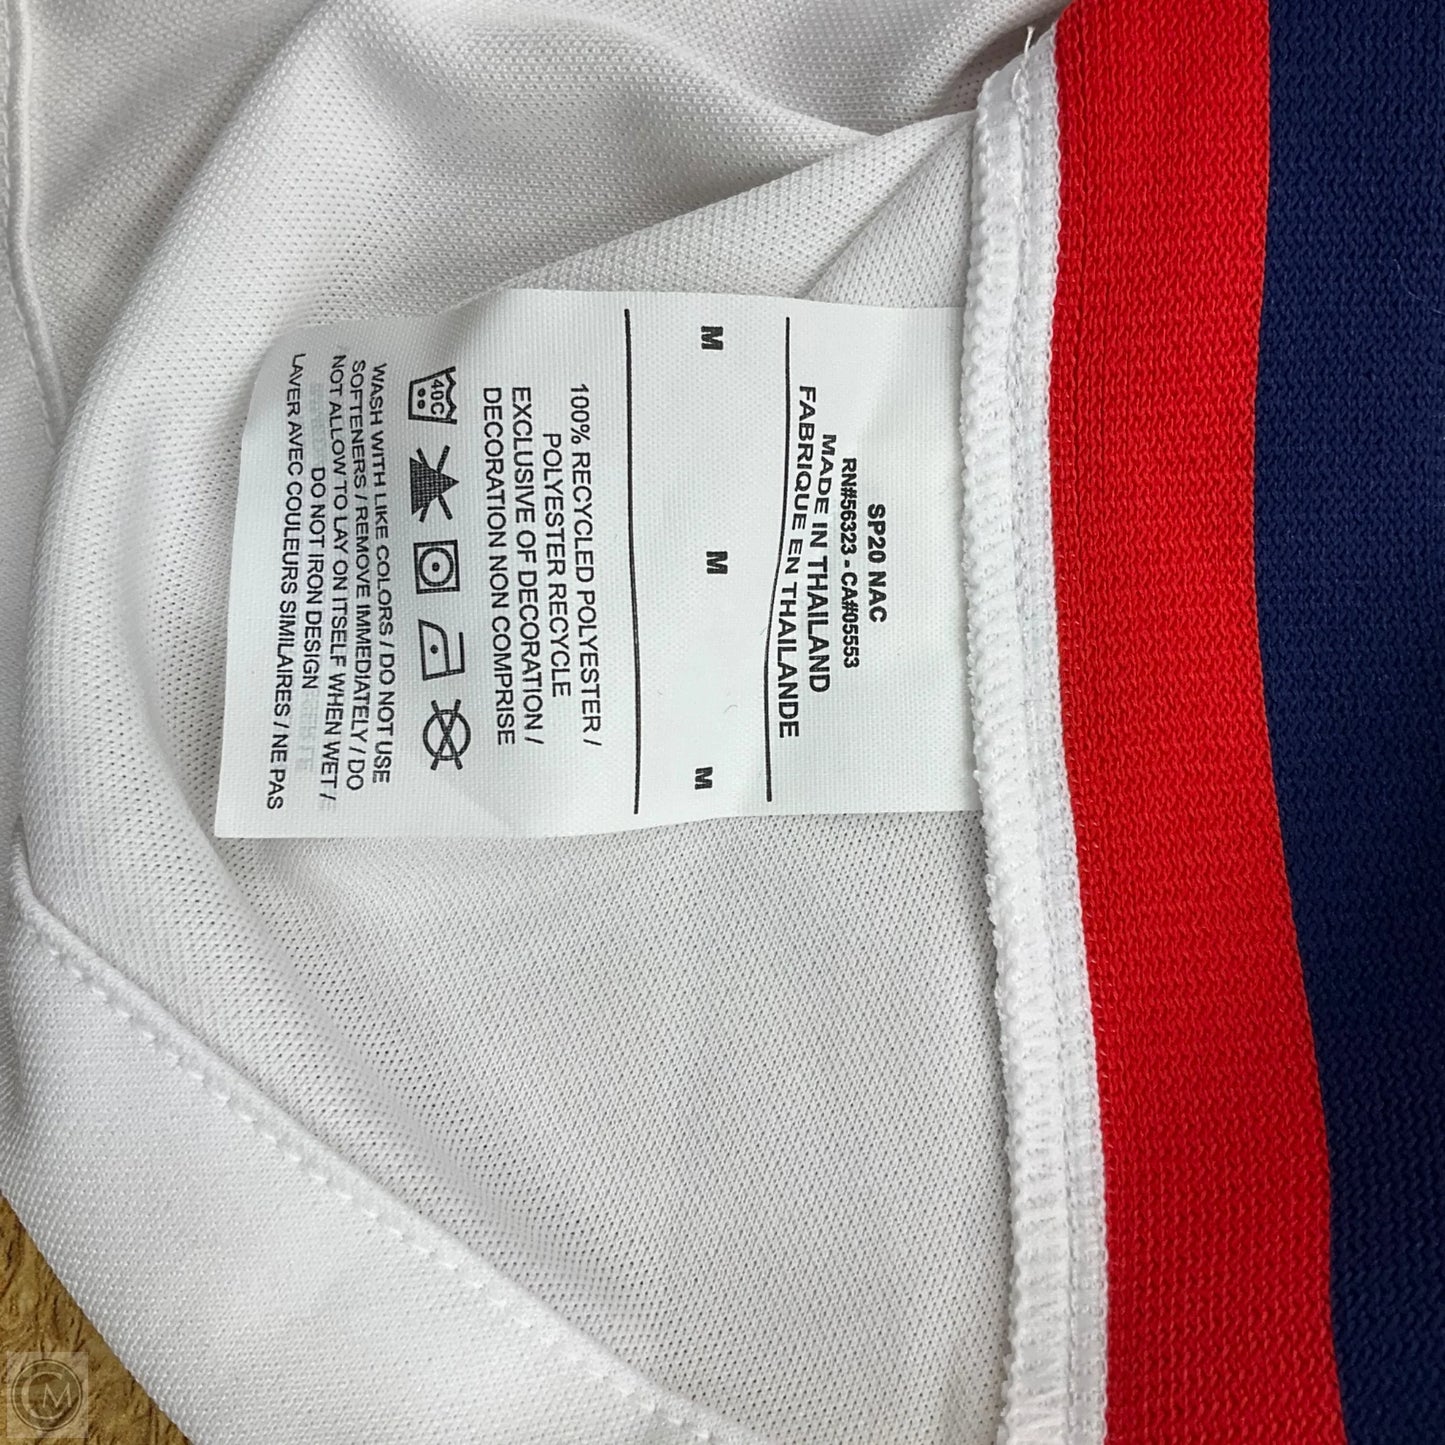 SP20 NAC
RN#56323 - CA#05553
MADE IN THAILAND
FABRIQUE EN THAILANDE
M M M
100% RECYCLED POLYESTER /
POLYESTER RECYCLE
EXCLUSIVE OF DECORATION /
DECORATION NON COMPRISE
40C
WASH WITH LIKE COLORS / DO NOT USE
SOFTENERS / REMOVE IMMEDIATELY / DO
NOT ALLOW TO LAY ON ITSELF WHEN WET /
DO NOT IRON DESIGN
LAVER AVEC COULEURS SIMILAIRES / NE PAS
CM